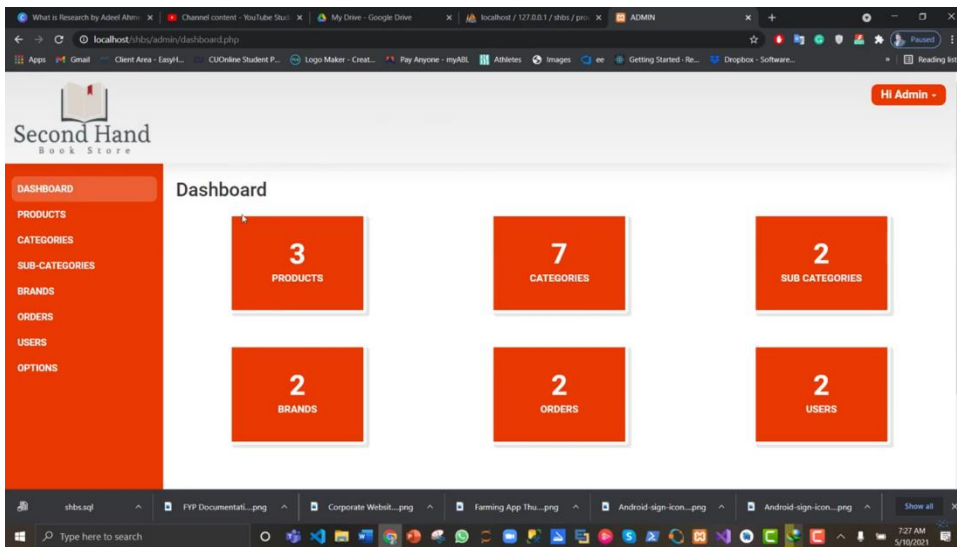 What is Research by Adeel Ahm
Channel content - YouTube Stud
My Drive - Google Drive
localhost / 127.0.0.1 / shbs / pro
ADMIN
localhost/shbs/admin/dashboard.php
Paused
Apps
Gmail
Client Area - EasyH...
CUOnline Student P...
Logo Maker - Creat...
Pay Anyone - myABL
Athletes
Images
ee
Getting Started - Re...
Dropbox - Software...
Reading list
Second Hand
Book Store
Hi Admin
DASHBOARD
PRODUCTS
CATEGORIES
SUB-CATEGORIES
BRANDS
ORDERS
USERS
OPTIONS
Dashboard
3
PRODUCTS
7
CATEGORIES
2
SUB CATEGORIES
2
BRANDS
2
ORDERS
2
USERS
shbs.sql
FYP Documentati....png
Corporate Websit....png
Farming App Thu....png
Android-sign-icon....png
Android-sign-icon....png
Show all
Type here to search
7:27 AM
5/10/2021